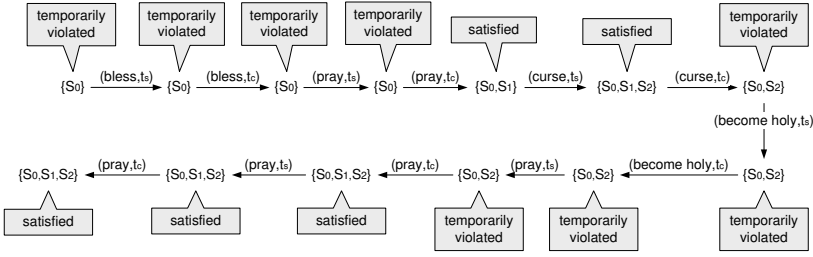 temporarily violated
temporarily violated
temporarily violated
temporarily violated
satisfied
satisfied
temporarily violated
{S0} (bless,ts) {S0} (bless,tc) {S0} (pray,ts) {S0} (pray,tc) {S0,S1} (curse,ts) {S0,S1,S2} (curse,tc) {S0,S2}
(become holy,ts)
{S0,S1,S2} (pray,tc) {S0,S1,S2} (pray,ts) {S0,S1,S2} (pray,tc) {S0,S2} (pray,ts) {S0,S2} (become holy,tc) {S0,S2}
satisfied
satisfied
satisfied
temporarily violated
temporarily violated
temporarily violated